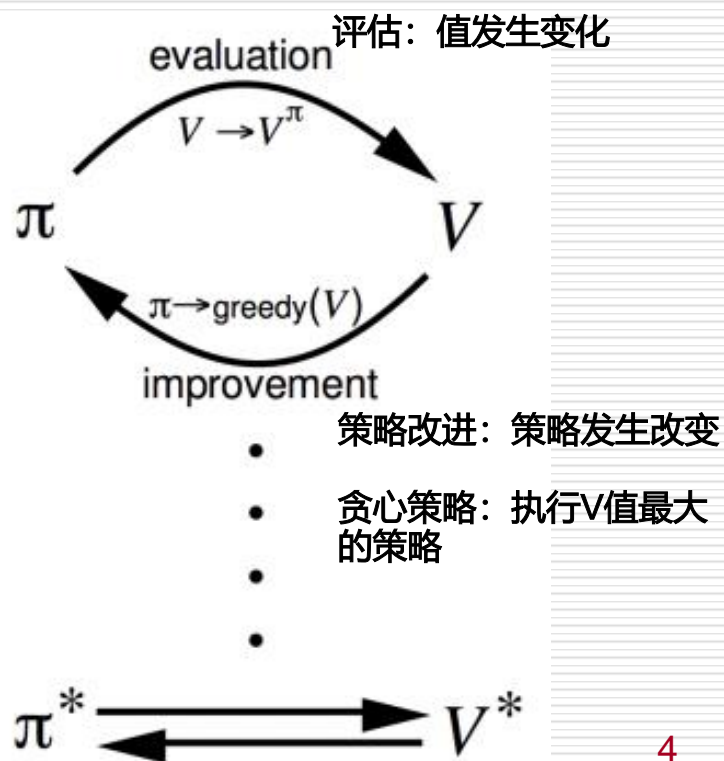 评估：值发生变化
evaluation
V → V^π
π
V
π→greedy(V)
improvement
策略改进：策略发生改变
贪心策略：执行V值最大
的策略
π*
V*
4